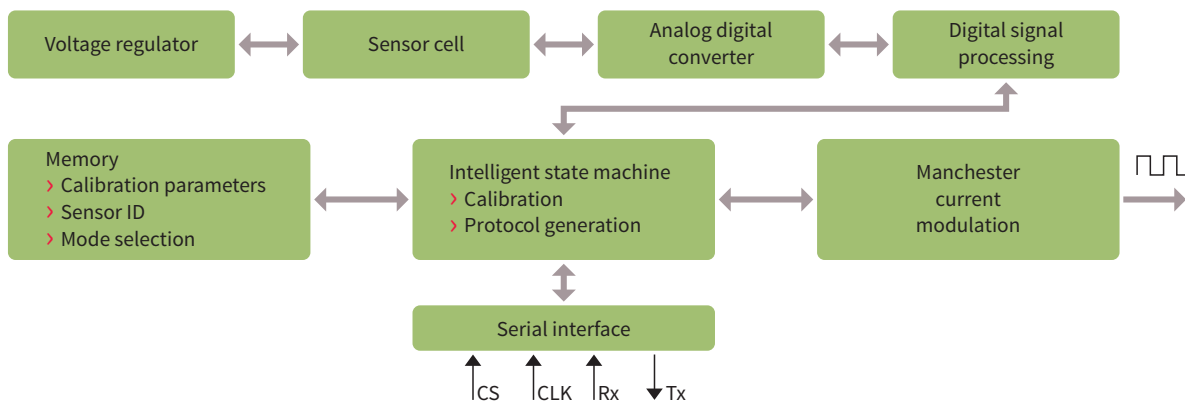 Voltage regulator
Sensor cell
Analog digital
converter
Digital signal
processing
Memory
› Calibration parameters
› Sensor ID
› Mode selection
Intelligent state machine
› Calibration
› Protocol generation
Manchester
current
modulation
Serial interface
CS
CLK
Rx
Tx